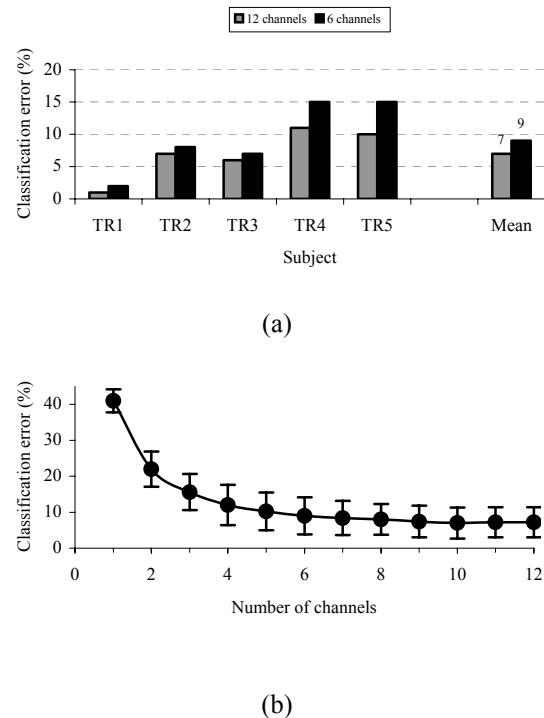 12 channels 6 channels
Classification error (%)
20
15
10
5
0
7
9
TR1 TR2 TR3 TR4 TR5 Mean
Subject
(a)
Classification error (%)
40
30
20
10
0
0 2 4 6 8 10 12
Number of channels
(b)